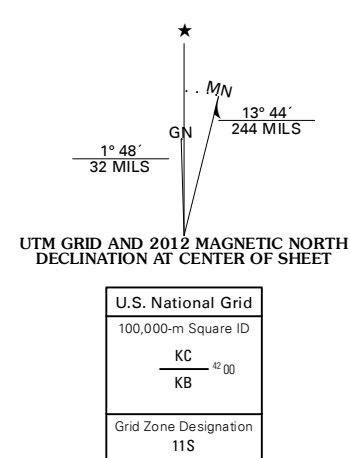 ★
MN
GN
13° 44´
244 MILS
1° 48´
32 MILS
UTM GRID AND 2012 MAGNETIC NORTH
DECLINATION AT CENTER OF SHEET
U.S. National Grid
100,000-m Square ID
KC
42 00
KB
Grid Zone Designation
11S